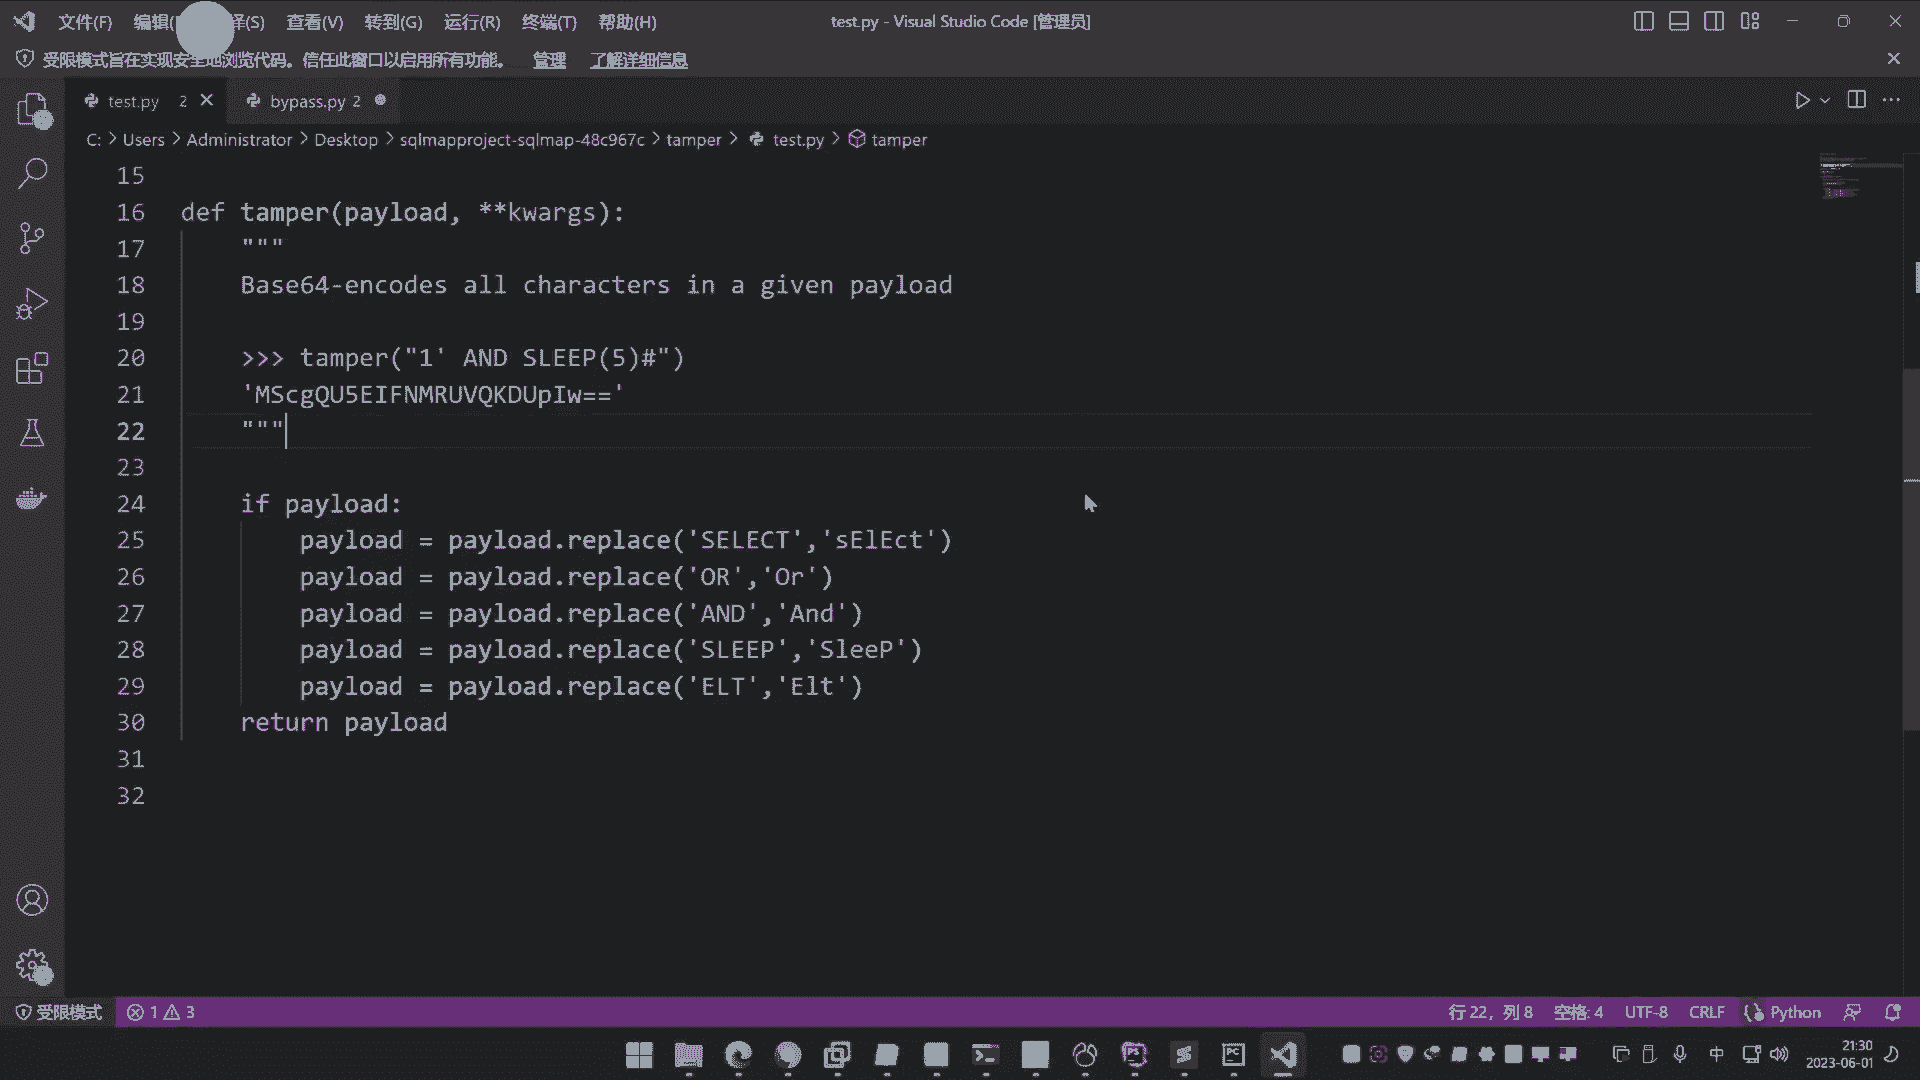 文件(F) 编辑( 择(S) 查看(V) 转到(G) 运行(R) 终端(T) 帮助(H) test.py - Visual Studio Code [管理员]
受限模式旨在实现安全地浏览代码。信任此窗口以启用所有功能。 管理 了解详细信息
test.py 2 bypass.py 2
C: > Users > Administrator > Desktop > sqlmapproject-sqlmap-48c967c > tamper > test.py > tamper
15
16 def tamper(payload, **kwargs):
17 """
18 Base64-encodes all characters in a given payload
19
20 >>> tamper("1' AND SLEEP(5)#")
21 'MScgQU5EIFNMRUVQKDUpIw=='
22 """
23
24 if payload:
25 payload = payload.replace('SELECT','sElEct')
26 payload = payload.replace('OR','Or')
27 payload = payload.replace('AND','And')
28 payload = payload.replace('SLEEP','SleeP')
29 payload = payload.replace('ELT','Elt')
30 return payload
31
32
受限模式 1 3 行 22，列 8 空格: 4 UTF-8 CRLF Python
PS PC 中 21:30
2023-06-01